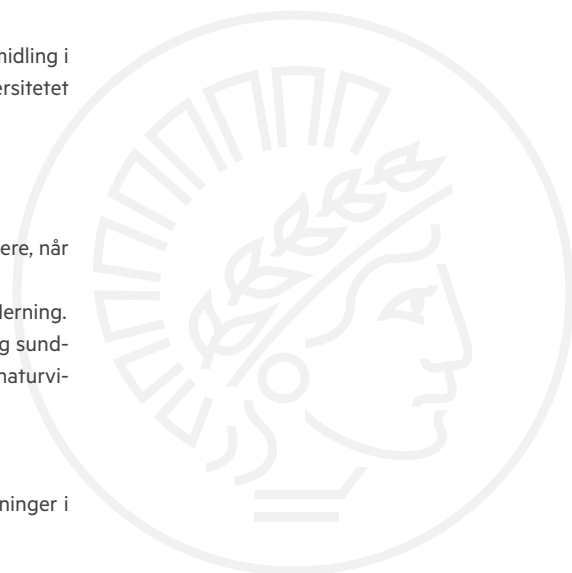 midling i
ersitetet
ere, når
lerning.
g sund-
naturvi-
ninger i